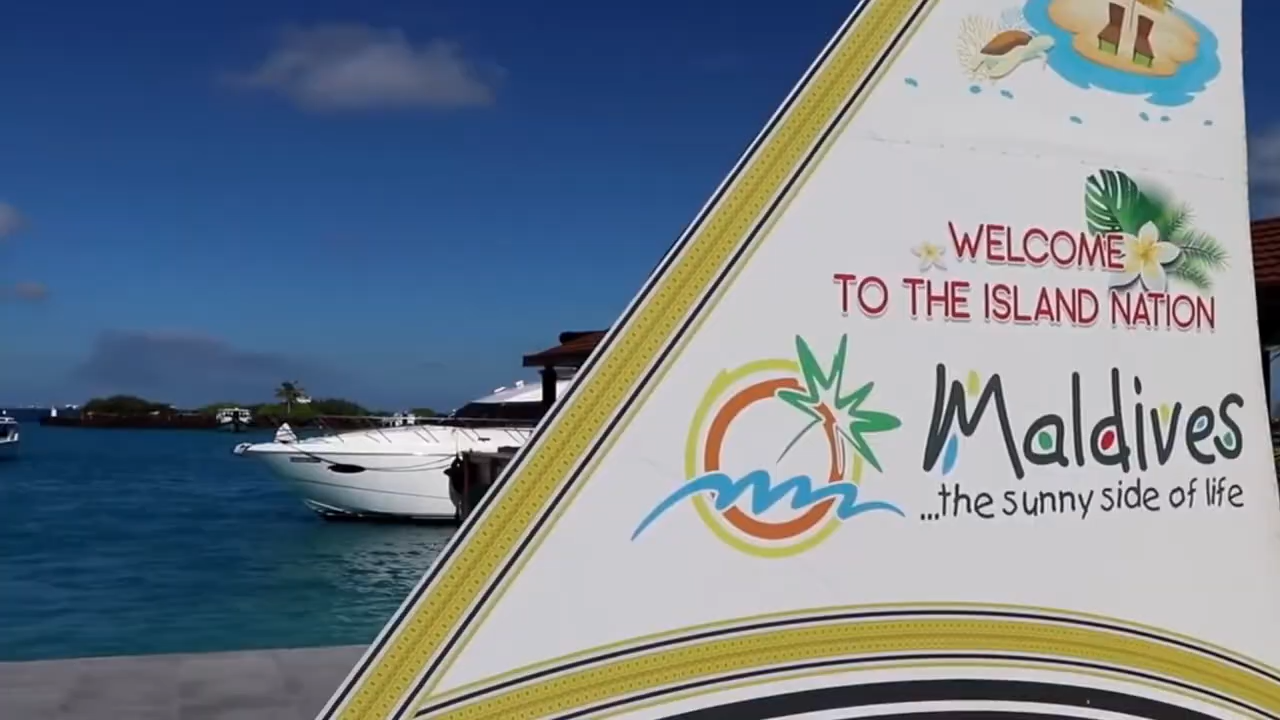 WELCOME
TO THE ISLAND NATION
Maldives
...the sunny side of life